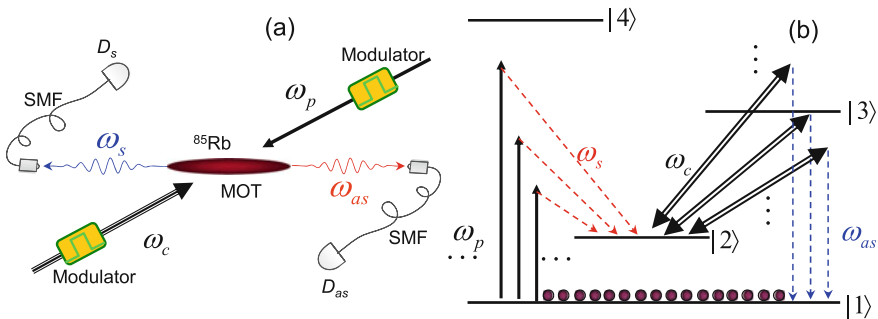 (a)
D_s
Modulator
SMF
ω_p
ω_s
⁸⁵Rb
MOT
ω_as
ω_c
SMF
Modulator
D_as
|4⟩
(b)
|3⟩
ω_s
ω_c
|2⟩
ω_p
ω_as
|1⟩